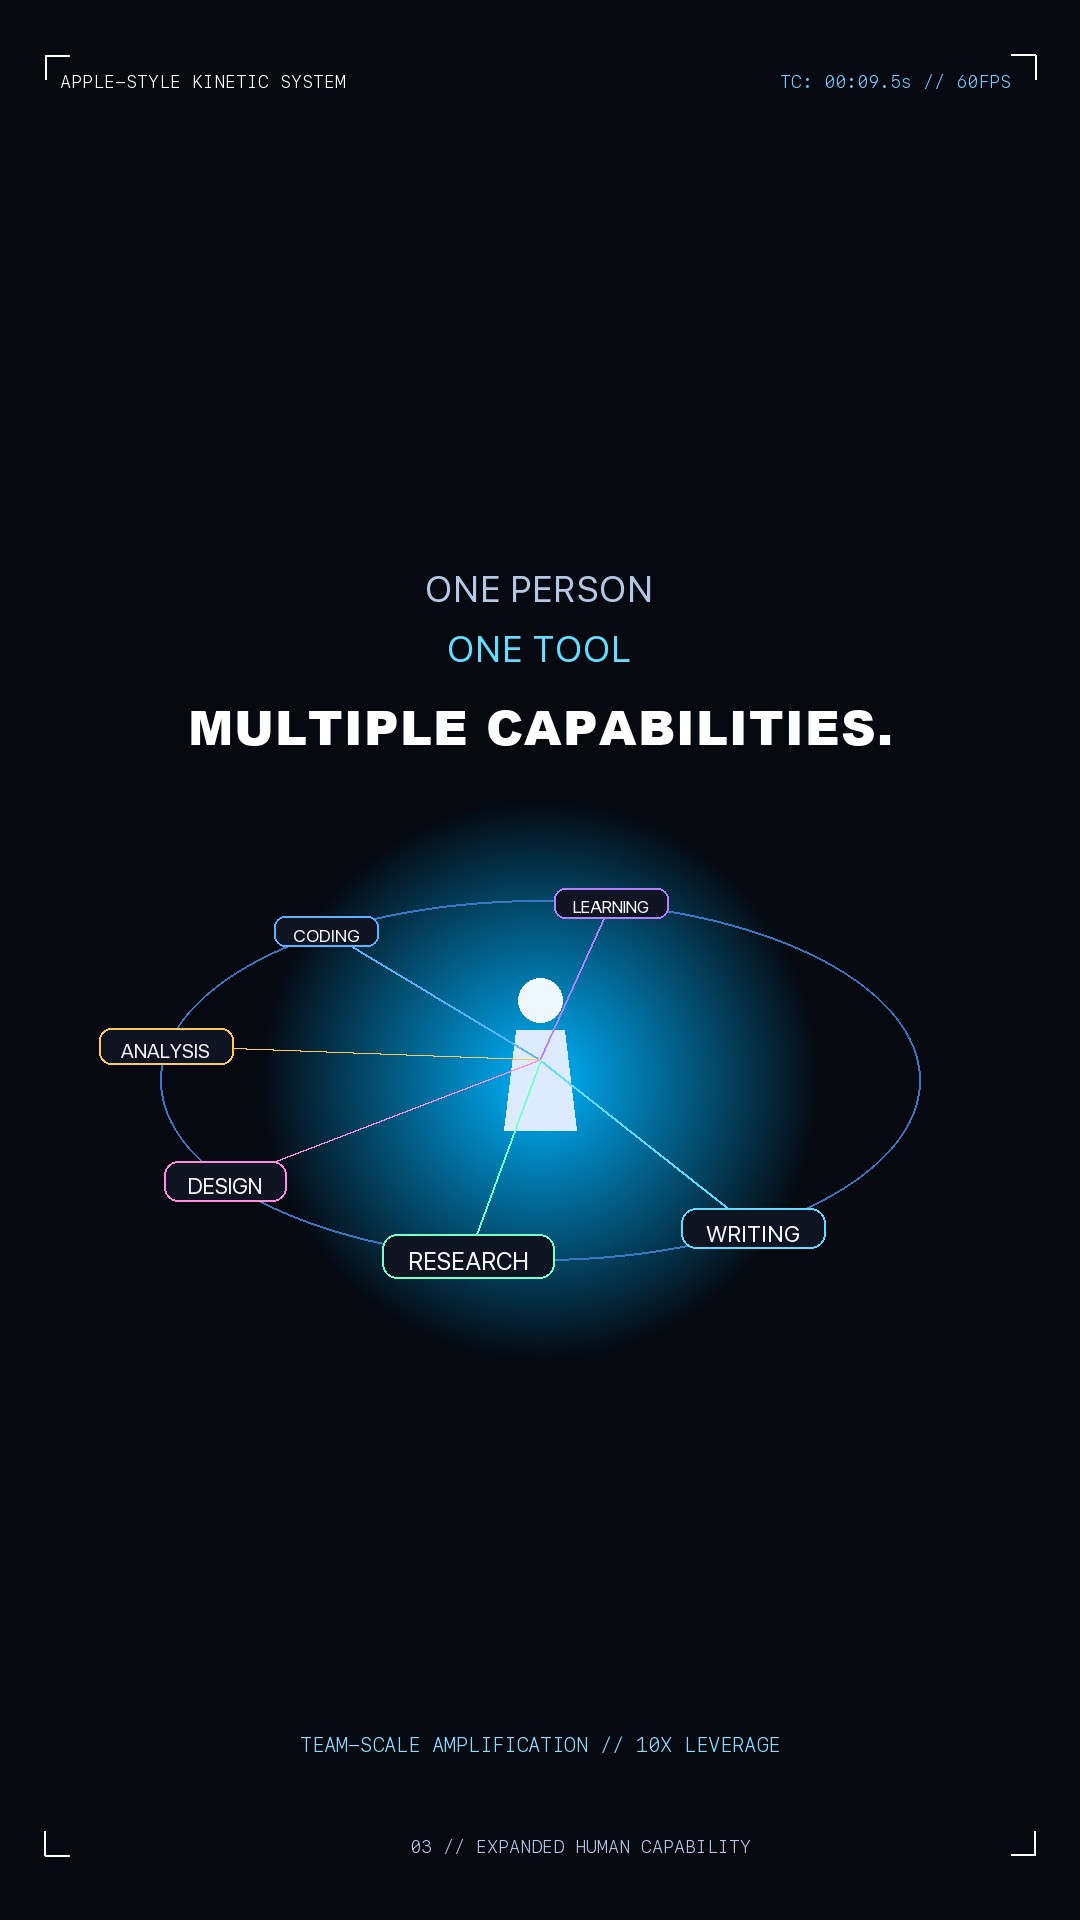 APPLE–STYLE KINETIC SYSTEM
TC: 00:09.5s // 60FPS
ONE PERSON
ONE TOOL
MULTIPLE CAPABILITIES.
LEARNING
CODING
ANALYSIS
DESIGN
WRITING
RESEARCH
TEAM–SCALE AMPLIFICATION // 10X LEVERAGE
03 // EXPANDED HUMAN CAPABILITY